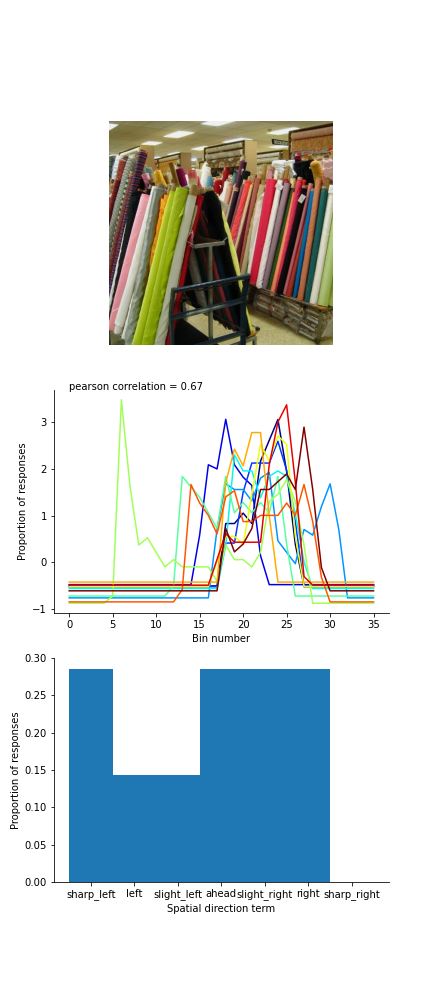 pearson correlation = 0.67
Proportion of responses
3
2
1
0
−1
0 5 10 15 20 25 30 35
Bin number
Proportion of responses
0.30
0.25
0.20
0.15
0.10
0.05
0.00
sharp_left left slight_left ahead slight_right right sharp_right
Spatial direction term